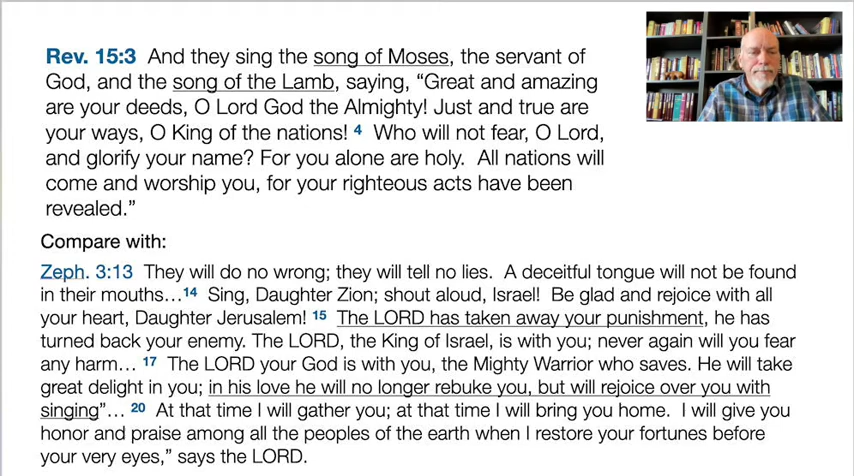 Rev. 15:3 And they sing the song of Moses, the servant of
God, and the song of the Lamb, saying, “Great and amazing
are your deeds, O Lord God the Almighty! Just and true are
your ways, O King of the nations! 4 Who will not fear, O Lord,
and glorify your name? For you alone are holy. All nations will
come and worship you, for your righteous acts have been
revealed.”
Compare with:
Zeph. 3:13 They will do no wrong; they will tell no lies. A deceitful tongue will not be found
in their mouths…14 Sing, Daughter Zion; shout aloud, Israel! Be glad and rejoice with all
your heart, Daughter Jerusalem! 15 The LORD has taken away your punishment, he has
turned back your enemy. The LORD, the King of Israel, is with you; never again will you fear
any harm… 17 The LORD your God is with you, the Mighty Warrior who saves. He will take
great delight in you; in his love he will no longer rebuke you, but will rejoice over you with
singing”… 20 At that time I will gather you; at that time I will bring you home. I will give you
honor and praise among all the peoples of the earth when I restore your fortunes before
your very eyes,” says the LORD.